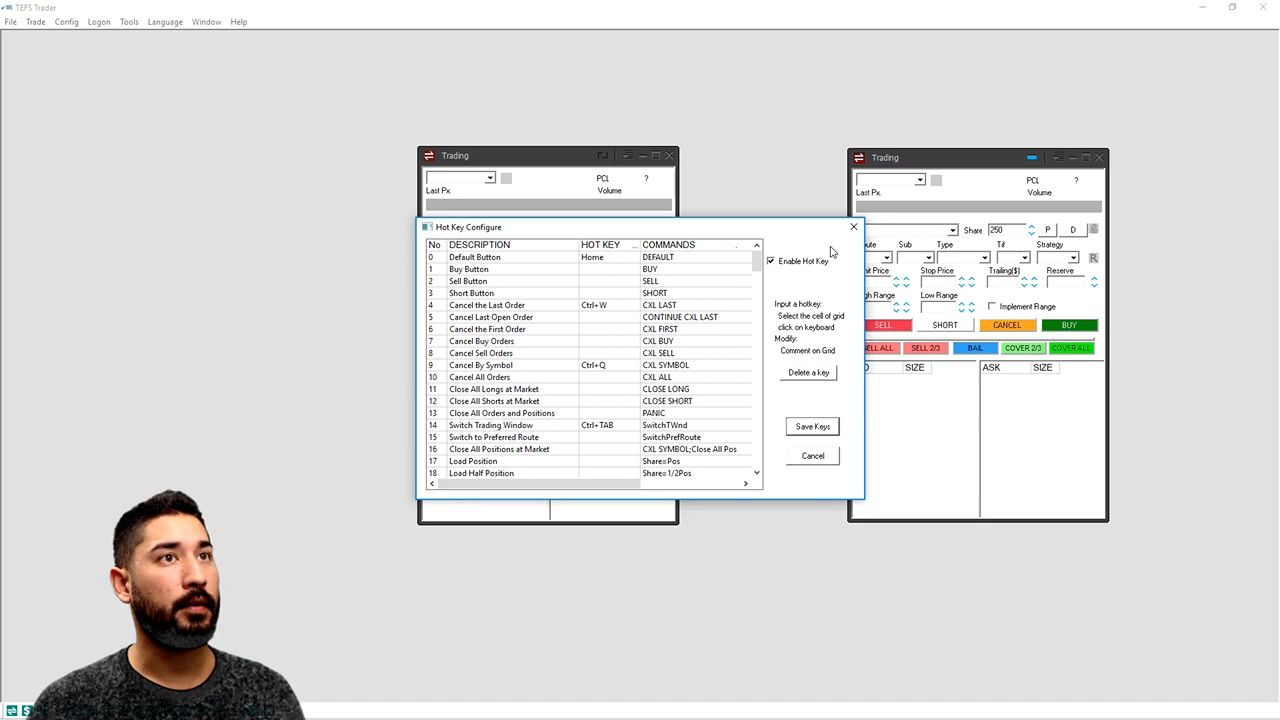 TEFS Trader
File Trade Config Logon Tools Language Window Help
Trading
PCL ?
Last Px. Volume
Trading
PCL ?
Last Px. Volume
Share 250 P D
Sub Type Tif Strategy
R
Stop Price Trailing($) Reserve
Low Range Implement Range
SELL SHORT CANCEL BUY
SELL 2/3 BAIL COVER 2/3 COVER ALL
SIZE ASK SIZE
Hot Key Configure
No DESCRIPTION HOT KEY ... COMMANDS
0 Default Button Home DEFAULT
1 Buy Button BUY
2 Sell Button SELL
3 Short Button SHORT
4 Cancel the Last Order Ctrl+W CXL LAST
5 Cancel Last Open Order CONTINUE CXL LAST
6 Cancel the First Order CXL FIRST
7 Cancel Buy Orders CXL BUY
8 Cancel Sell Orders CXL SELL
9 Cancel By Symbol Ctrl+Q CXL SYMBOL
10 Cancel All Orders CXL ALL
11 Close All Longs at Market CLOSE LONG
12 Close All Shorts at Market CLOSE SHORT
13 Close All Orders and Positions PANIC
14 Switch Trading Window Ctrl+TAB SwitchTWnd
15 Switch to Preferred Route SwitchPrefRoute
16 Close All Positions at Market CXL SYMBOL;Close All Pos
17 Load Position Share=Pos
18 Load Half Position Share=1/2Pos
Enable Hot Key
Input a hotkey:
Select the cell of grid
click on keyboard
Modify:
Comment on Grid
Delete a key
Save Keys
Cancel